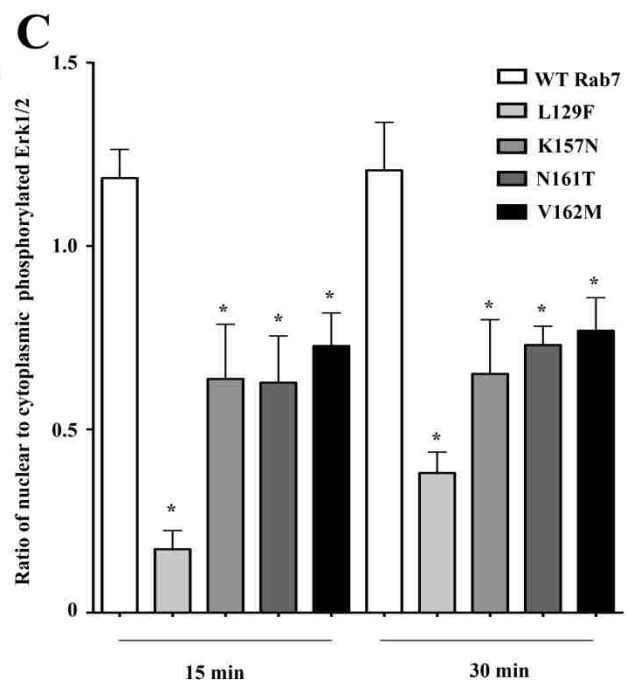 C
Ratio of nuclear to cytoplasmic phosphorylated Erk1/2
1.5
1.0
0.5
0
WT Rab7
L129F
K157N
N161T
V162M
*
*
*
*
*
*
*
*
15 min
30 min